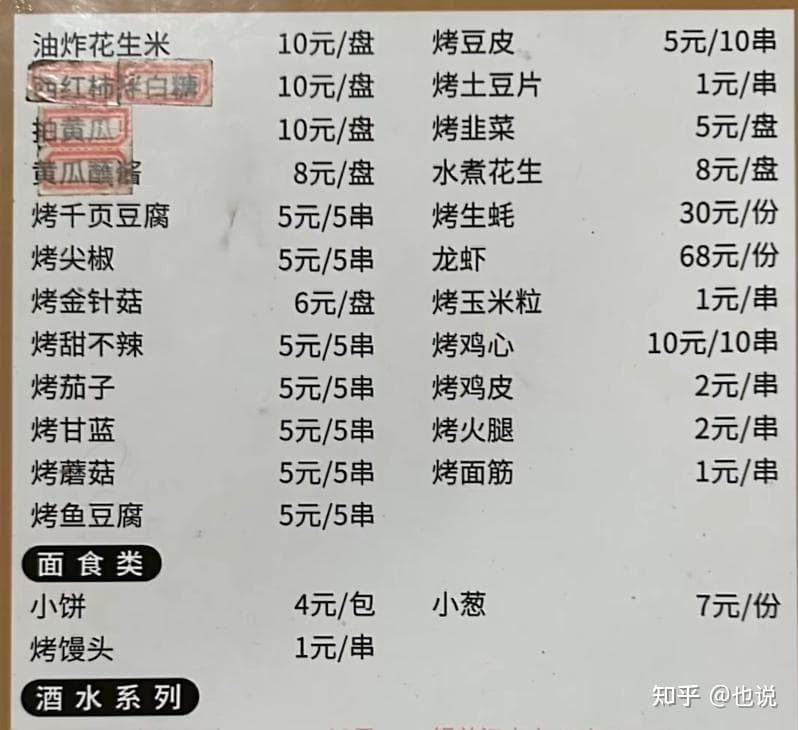 油炸花生米 10元/盘 烤豆皮 5元/10串
西红柿拌白糖 10元/盘 烤土豆片 1元/串
拍黄瓜 10元/盘 烤韭菜 5元/盘
黄瓜蘸酱 8元/盘 水煮花生 8元/盘
烤千页豆腐 5元/5串 烤生蚝 30元/份
烤尖椒 5元/5串 龙虾 68元/份
烤金针菇 6元/盘 烤玉米粒 1元/串
烤甜不辣 5元/5串 烤鸡心 10元/10串
烤茄子 5元/5串 烤鸡皮 2元/串
烤甘蓝 5元/5串 烤火腿 2元/串
烤蘑菇 5元/5串 烤面筋 1元/串
烤鱼豆腐 5元/5串
面食类
小饼 4元/包 小葱 7元/份
烤馒头 1元/串
酒水系列
知乎 @也说